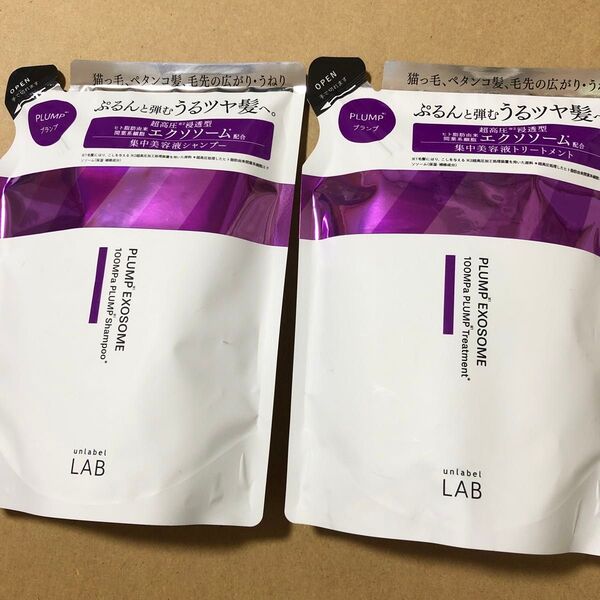 OPEN
猫っ毛、ペタンコ髪、毛先の広がり・うねり
PLUMP
プランプ
ぷるんと弾むうるツヤ髪へ。
超高圧 浸透型
ヒト脂肪由来
間葉系細胞 エクソソーム 配合
集中美容液シャンプー
PLUMP EXOSOME
100MPa PLUMP Shampoo*
unlabel
LAB
OPEN
猫っ毛、ペタンコ髪、毛先の広がり・う
PLUMP
プランプ
ぷるんと弾むうるツヤ髪へ
超高圧 浸透型
ヒト脂肪由来
間葉系細胞 エクソソーム 配合
集中美容液トリートメント
PLUMP EXOSOME
100MPa PLUMP Treatment*
unlabel
LAB